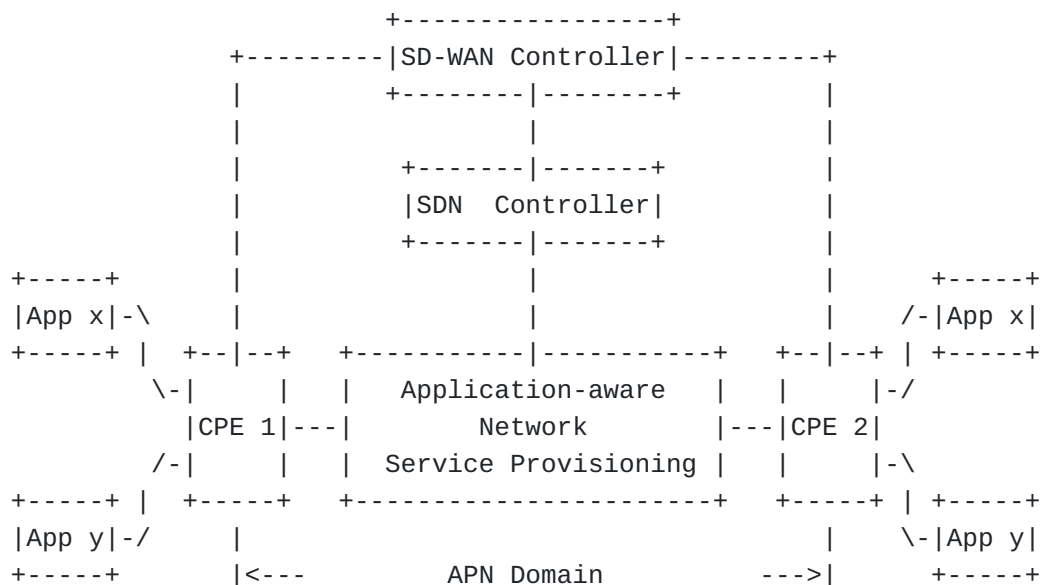 +-----------------+
             +---------|SD-WAN Controller|---------+
             |         +--------|--------+         |
             |                  |                  |
             |          +-------|-------+          |
             |          |SDN  Controller|          |
             |          +-------|-------+          |
+-----+      |                  |                  |      +-----+
|App x|-\    |                  |                  |    /-|App x|
+-----+ |  +--|--+   +-----------|-----------+   +--|--+ | +-----+
         \-|     |   |   Application-aware   |   |     |-/
           |CPE 1|---|        Network        |---|CPE 2|
         /-|     |   |  Service Provisioning |   |     |-\
+-----+ |  +-----+   +-----------------------+   +-----+ | +-----+
|App y|-/     |                                     |    \-|App y|
+-----+       |<---         APN Domain          --->|      +-----+